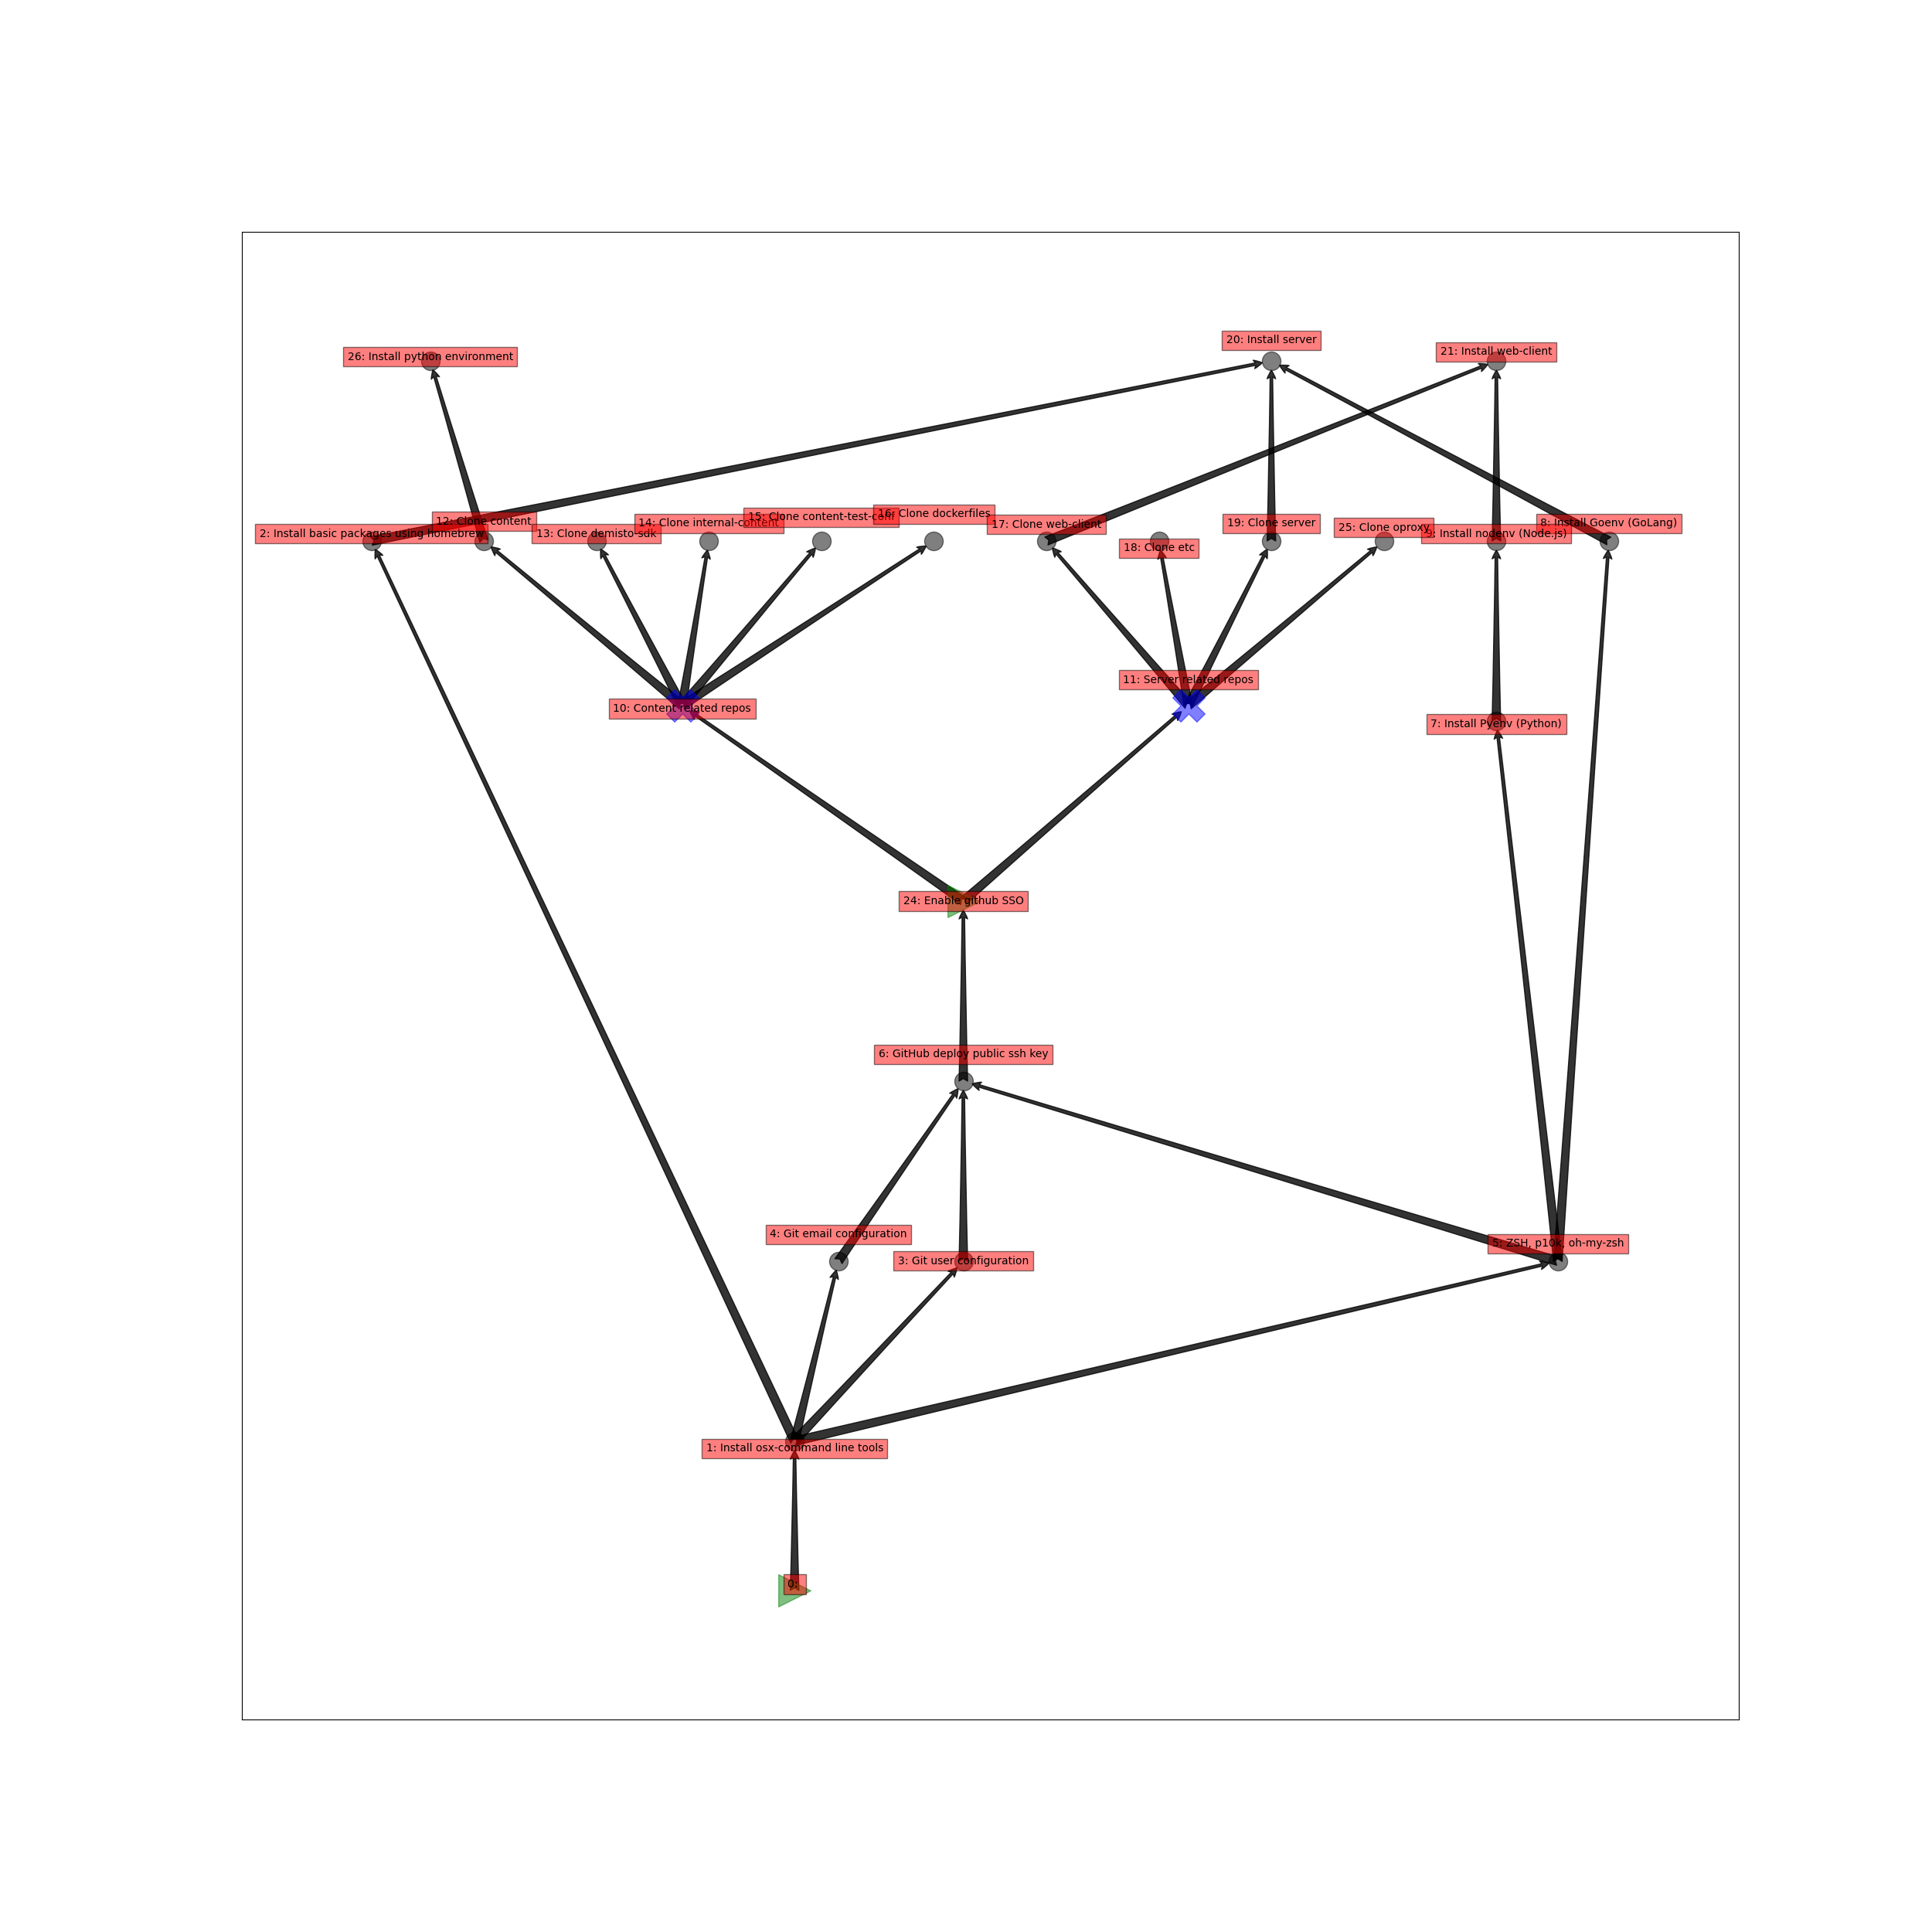 20: Install server
21: Install web-client
26: Install python environment
16: Clone dockerfiles
15: Clone content-test-conf
12: Clone content
14: Clone internal-content
17: Clone web-client
19: Clone server
25: Clone oproxy
8: Install Goenv (GoLang)
2: Install basic packages using homebrew
13: Clone demisto-sdk
9: Install nogenv (Node.js)
18: Clone etc
11: Server related repos
10: Content related repos
7: Install Pyenv (Python)
24: Enable github SSO
6: GitHub deploy public ssh key
4: Git email configuration
5: ZSH, p10k, oh-my-zsh
3: Git user configuration
1: Install osx-command line tools
0: